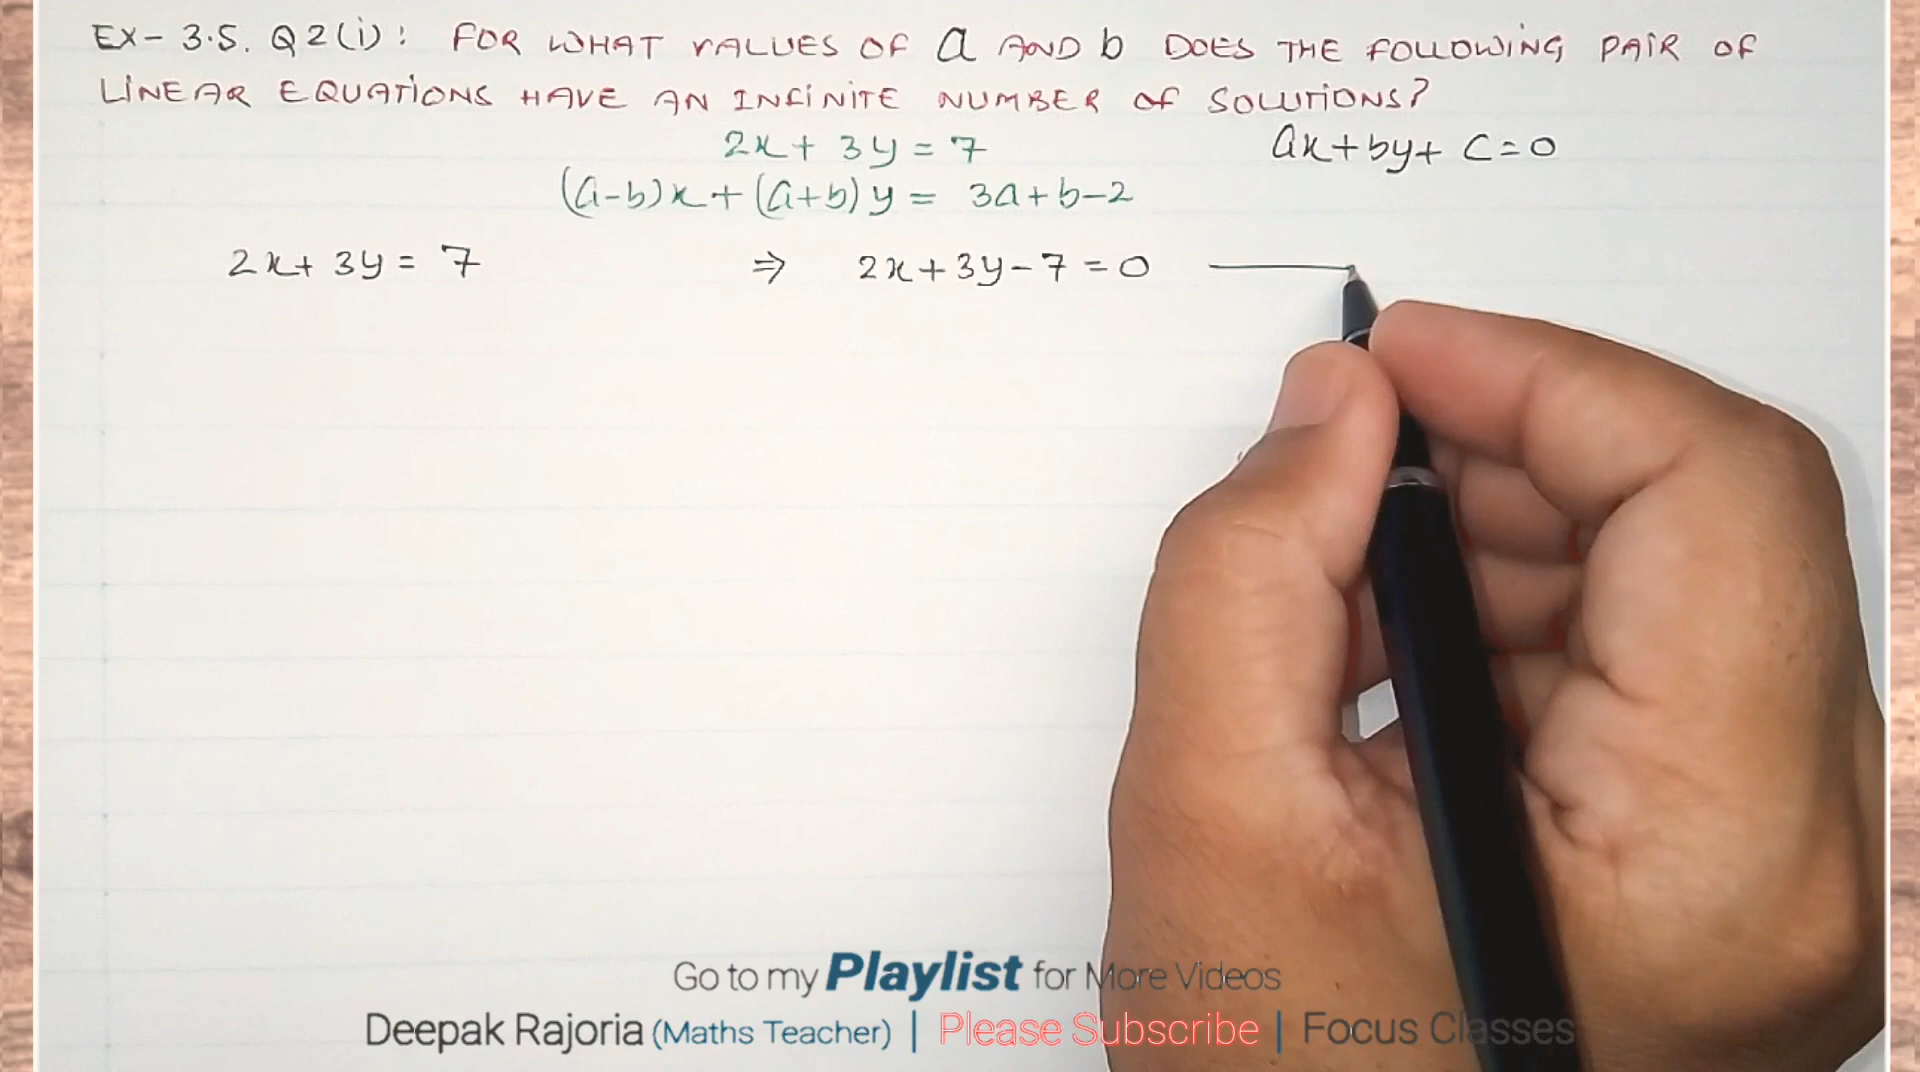 EX- 3.5. Q2(i): FOR WHAT VALUES OF a AND b DOES THE FOLLOWING PAIR OF
LINEAR EQUATIONS HAVE AN INFINITE NUMBER OF SOLUTIONS?
2x + 3y = 7
ax+by+ c=0
(a-b)x+(a+b)y = 3a+b-2
2x+ 3y = 7 ⇒ 2x+3y-7=0
Go to my Playlist for More Videos
Deepak Rajoria (Maths Teacher) | Please Subscribe | Focus Classes